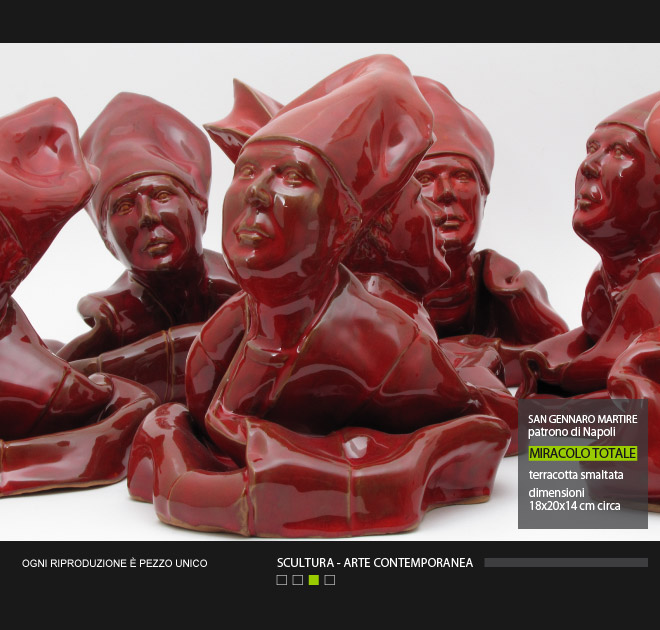 SAN GENNARO MARTIRE
patrono di Napoli
MIRACOLO TOTALE
terracotta smaltata
dimensioni
18x20x14 cm circa
OGNI RIPRODUZIONE È PEZZO UNICO
SCULTURA - ARTE CONTEMPORANEA